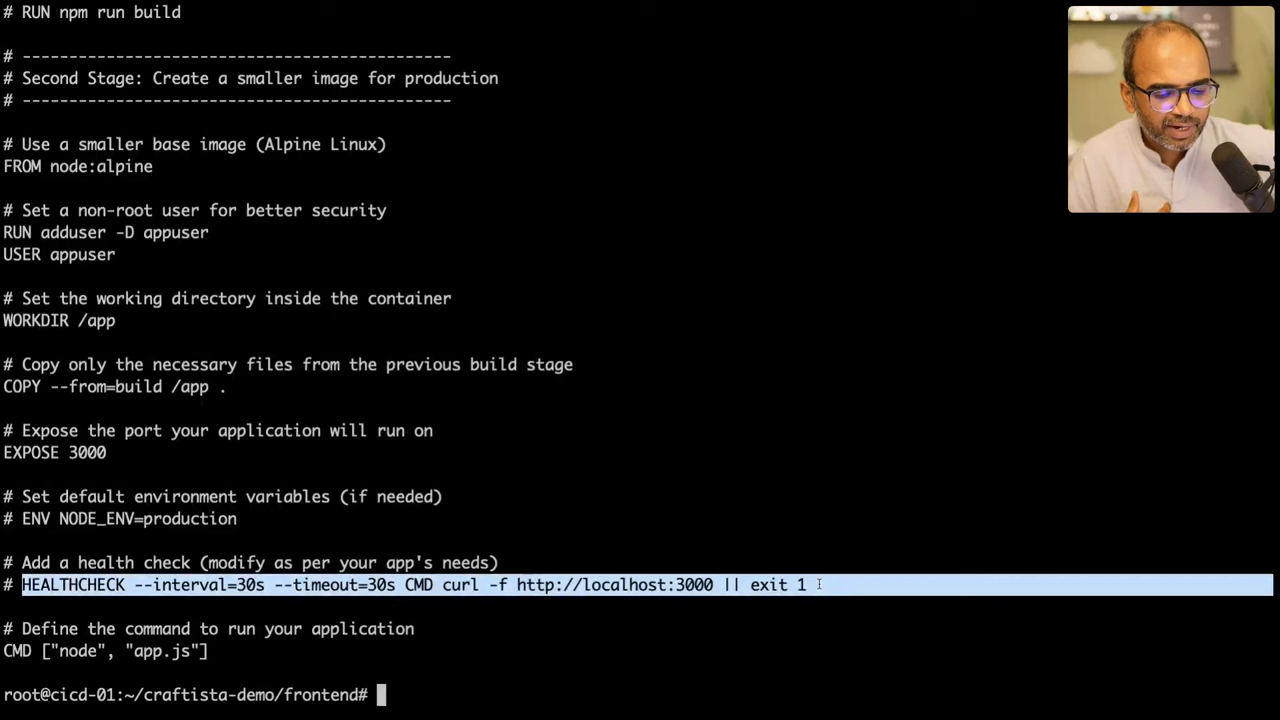 # RUN npm run build
# ----------------------------------------------
# Second Stage: Create a smaller image for production
# ----------------------------------------------
# Use a smaller base image (Alpine Linux)
FROM node:alpine
# Set a non-root user for better security
RUN adduser -D appuser
USER appuser
# Set the working directory inside the container
WORKDIR /app
# Copy only the necessary files from the previous build stage
COPY --from=build /app .
# Expose the port your application will run on
EXPOSE 3000
# Set default environment variables (if needed)
# ENV NODE_ENV=production
# Add a health check (modify as per your app's needs)
# HEALTHCHECK --interval=30s --timeout=30s CMD curl -f http://localhost:3000 || exit 1
# Define the command to run your application
CMD ["node", "app.js"]
root@cicd-01:~/craftista-demo/frontend#